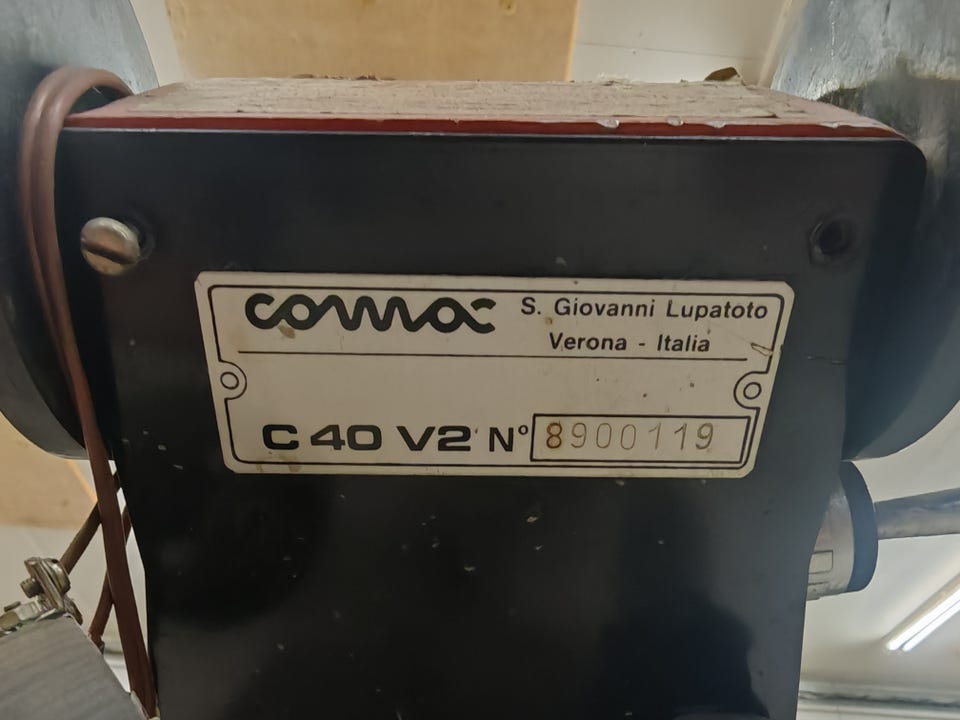 comac
S. Giovanni Lupatoto
Verona - Italia
C 40 V2 N° 8900119